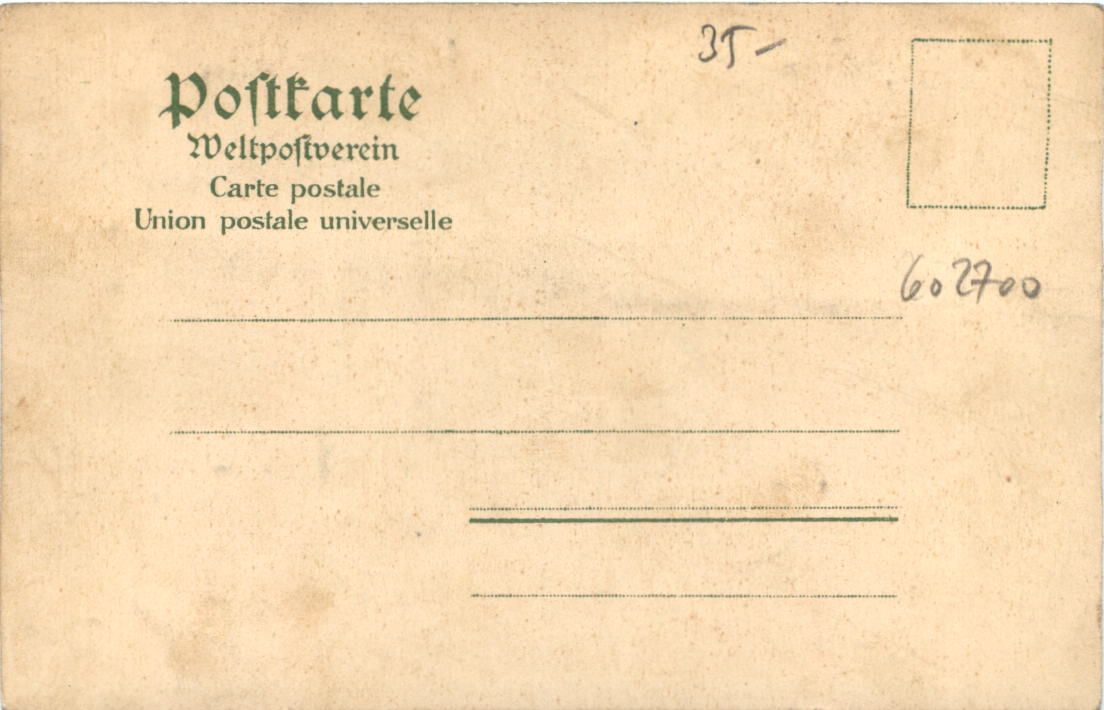 35-
Poſtkarte
Weltpoſtverein
Carte postale
Union postale universelle
602700